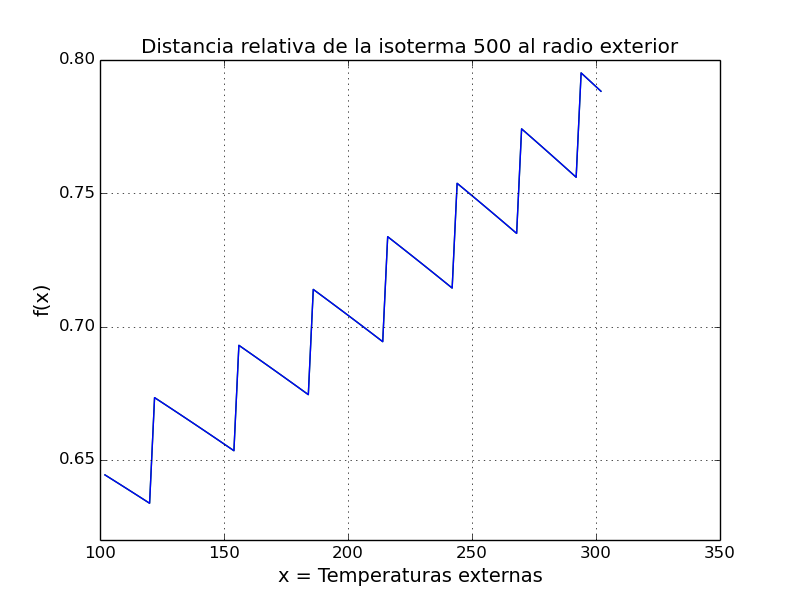 Distancia relativa de la isoterma 500 al radio exterior
0.80
0.75
0.70
0.65
f(x)
100 150 200 250 300 350
x = Temperaturas externas